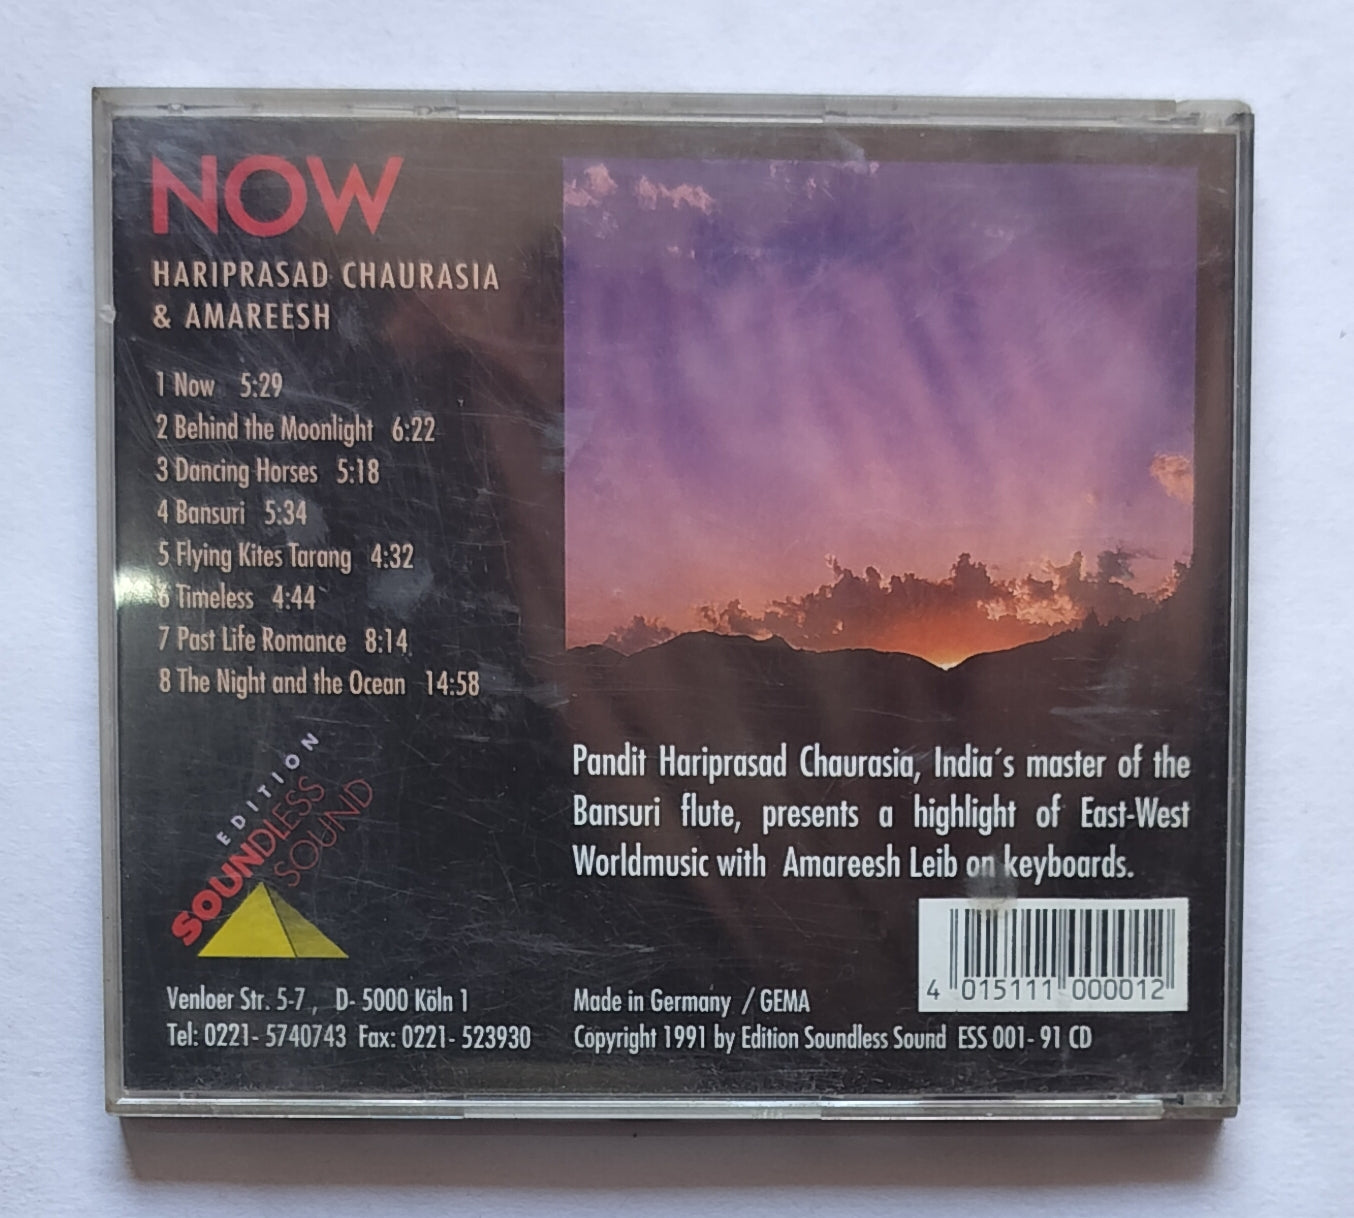 NOW
HARIPRASAD CHAURASIA
& AMAREESH
1 Now 5:29
2 Behind the Moonlight 6:22
3 Dancing Horses 5:18
4 Bansuri 5:34
5 Flying Kites Tarang 4:32
6 Timeless 4:44
7 Past Life Romance 8:14
8 The Night and the Ocean 14:58
EDITION
SOUNDLESS
SOUND
Pandit Hariprasad Chaurasia, India´s master of the
Bansuri flute, presents a highlight of East-West
Worldmusic with Amareesh Leib on keyboards.
4 015111 000012
Venloer Str. 5-7, D- 5000 Köln 1
Tel: 0221- 5740743 Fax: 0221- 523930
Made in Germany / GEMA
Copyright 1991 by Edition Soundless Sound ESS 001- 91 CD